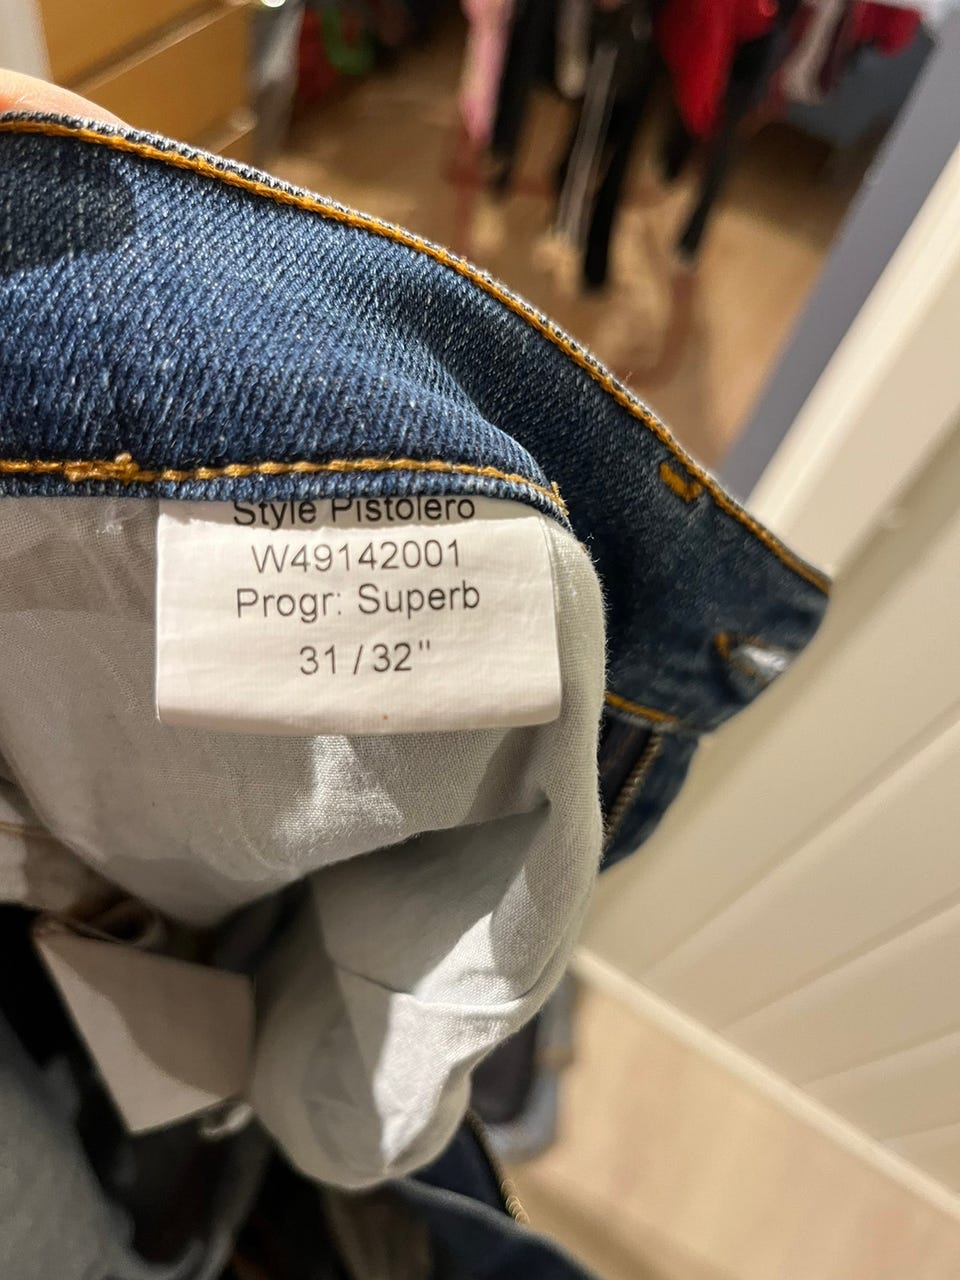 Style Pistolero
W49142001
Progr: Superb
31 / 32"